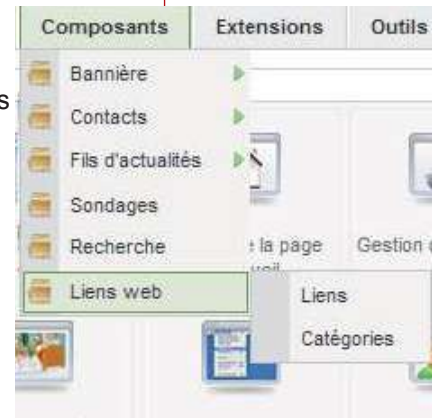 Composants Extensions Outils
Bannière
s
Contacts
Fils d'actualités
Sondages
Recherche
la page
Gestion
Liens web
Liens
Catégories